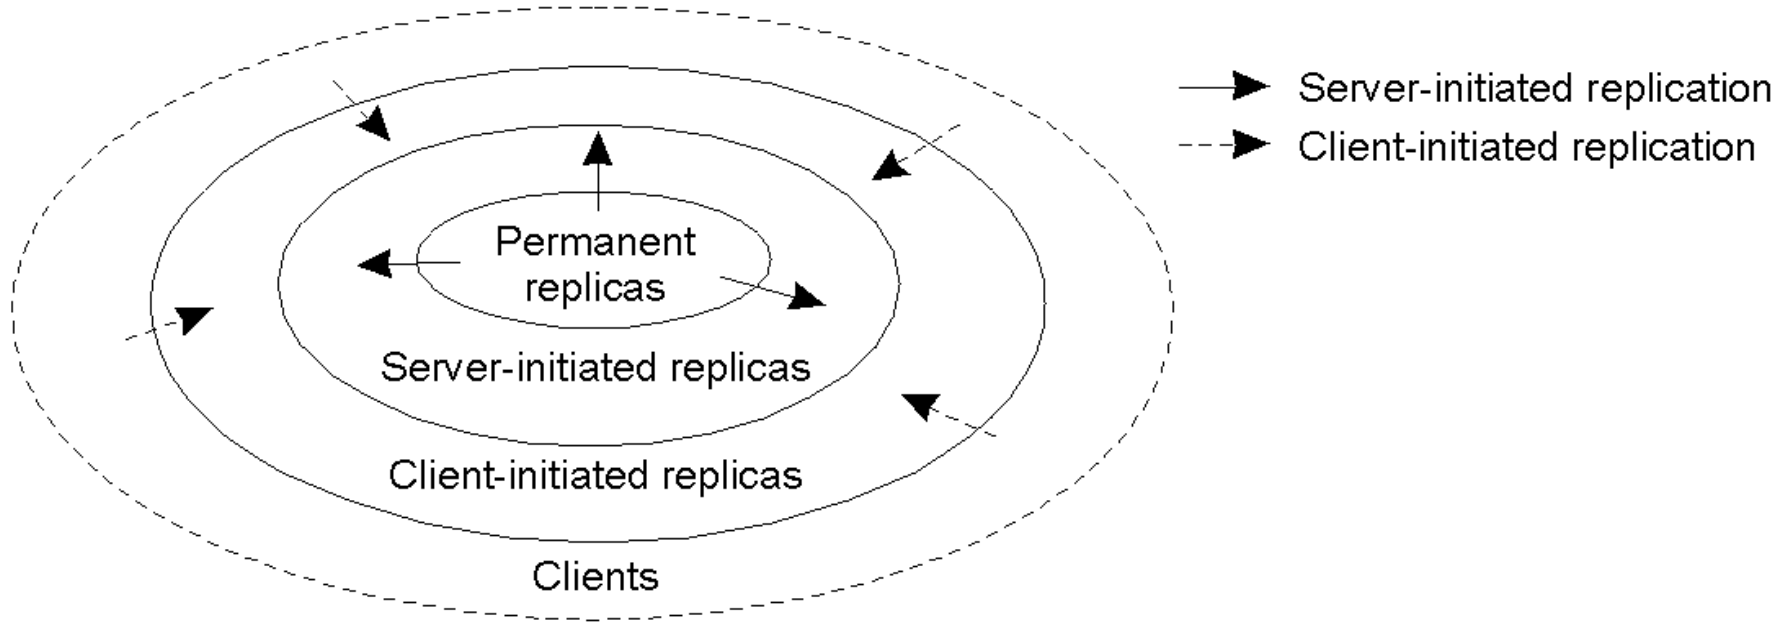 Server-initiated replication
Client-initiated replication
Permanent
replicas
Server-initiated replicas
Client-initiated replicas
Clients